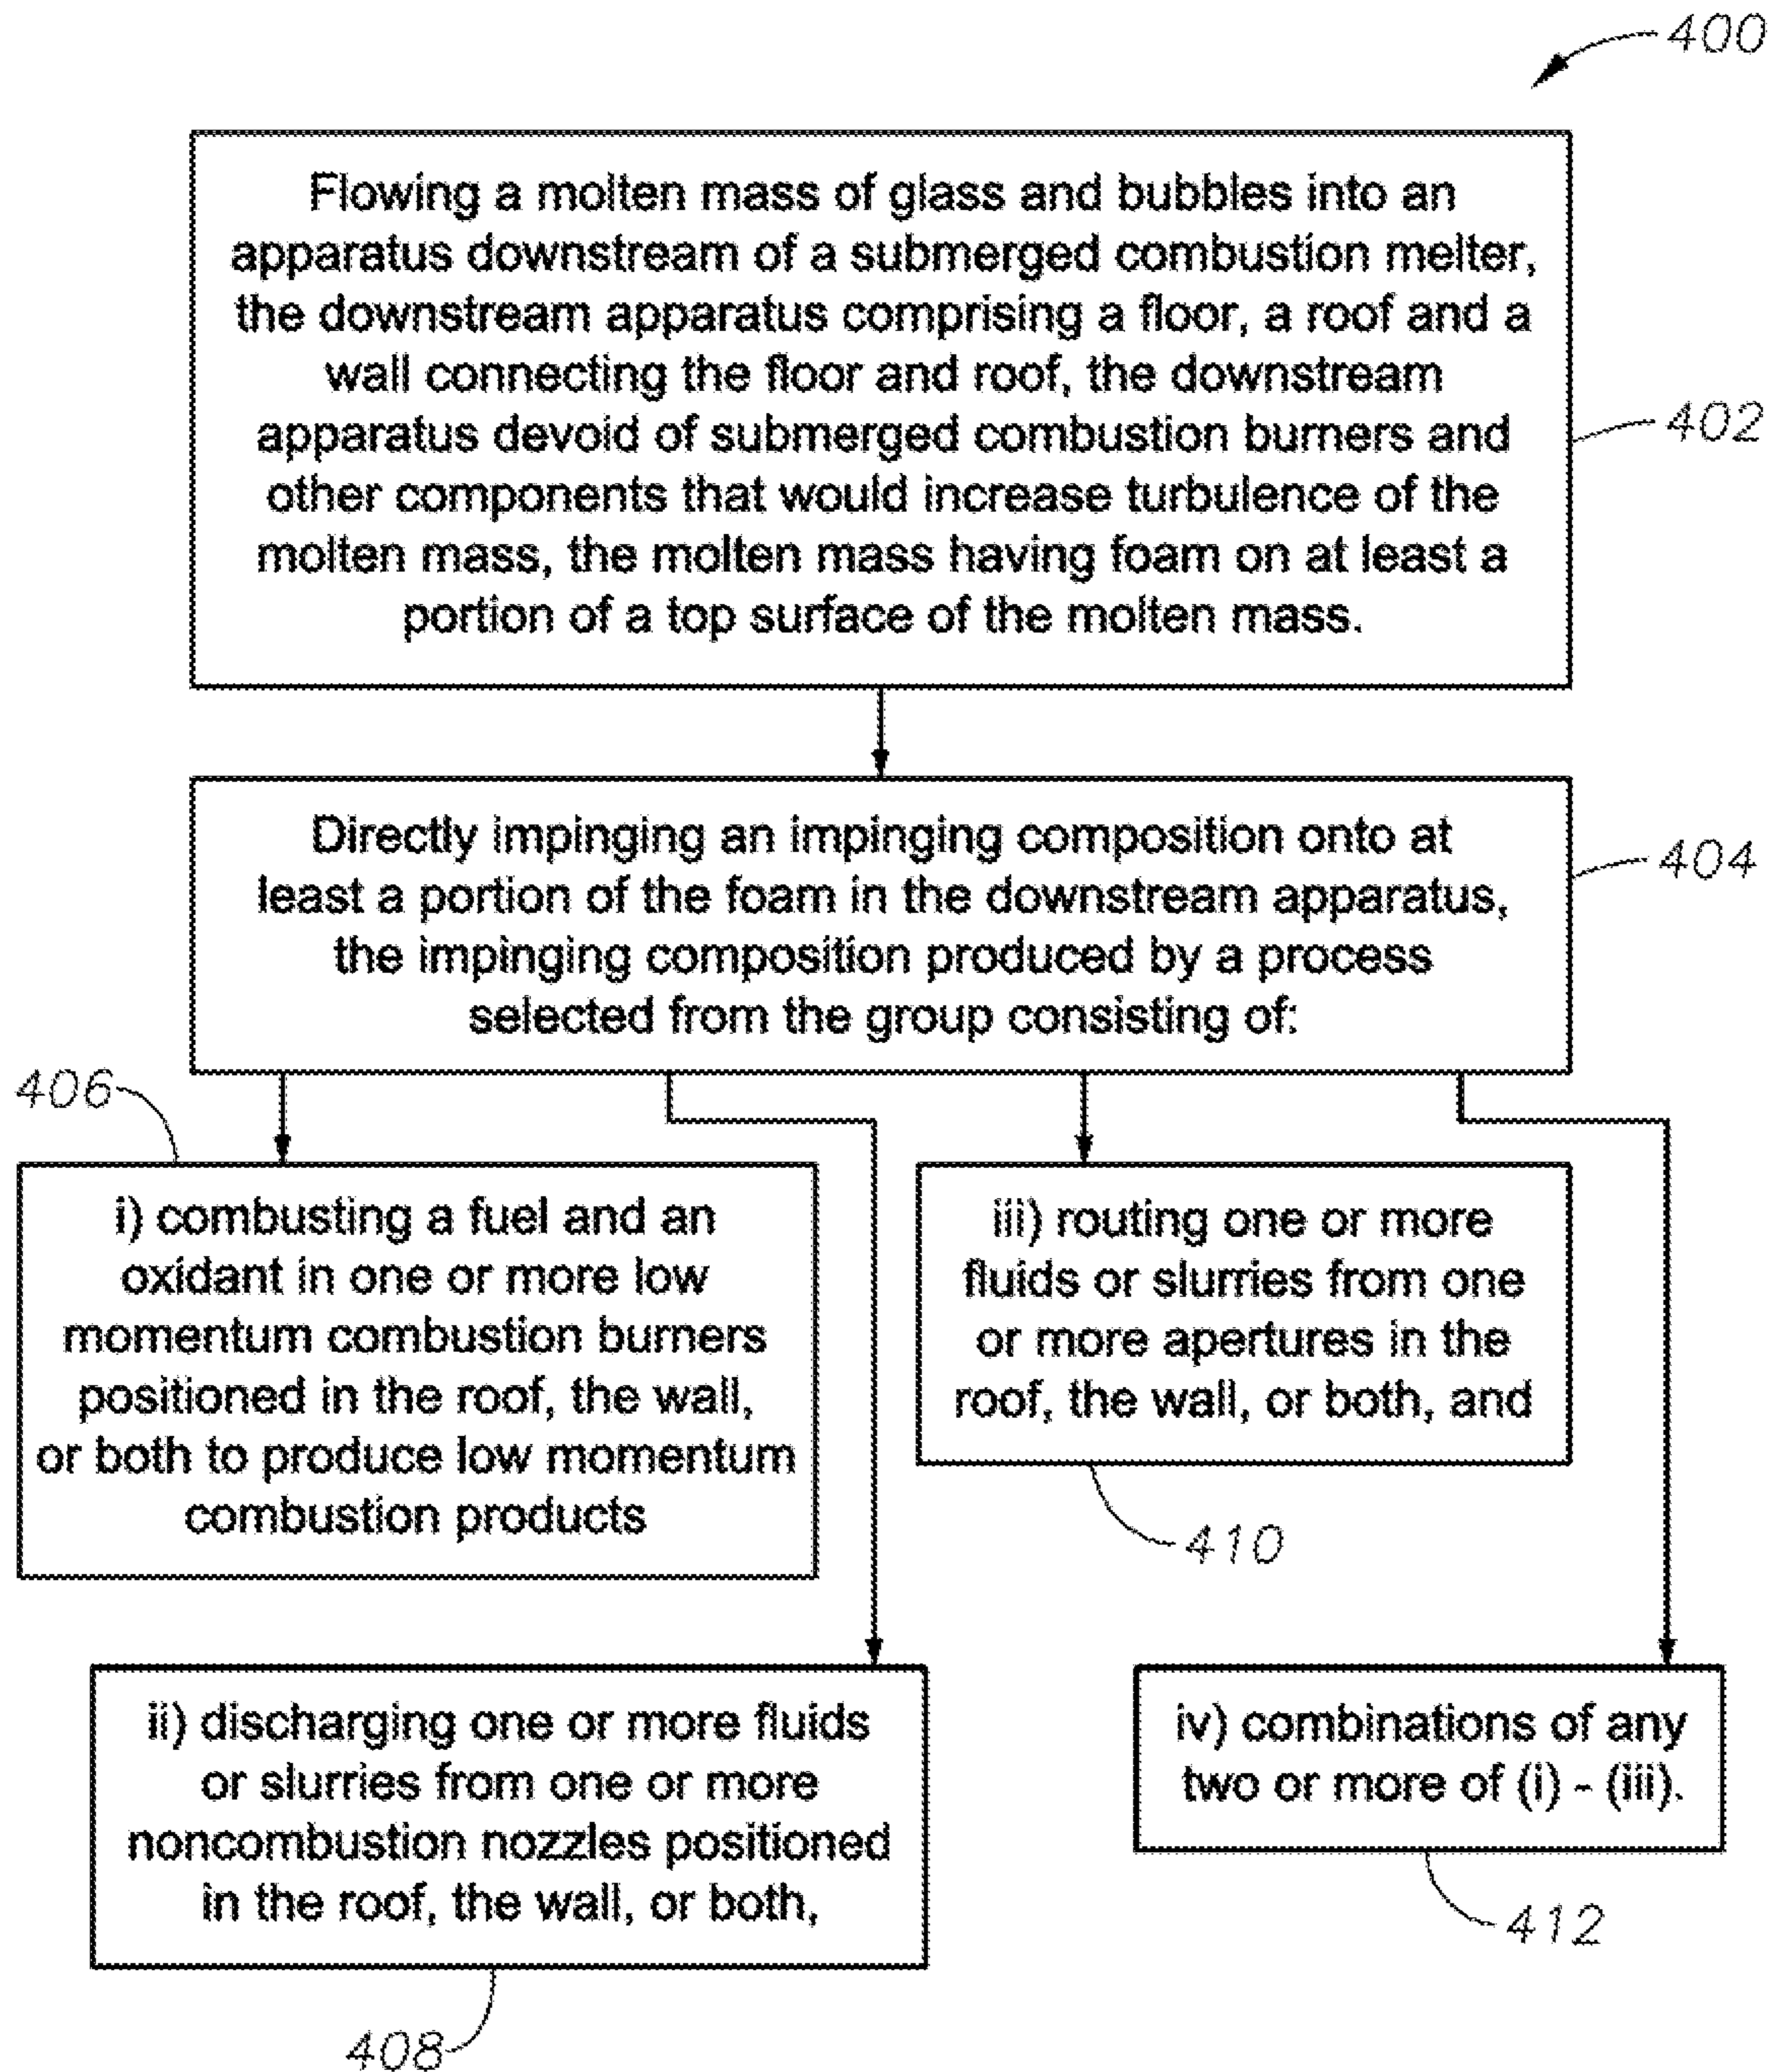 400
Flowing a molten mass of glass and bubbles into an
apparatus downstream of a submerged combustion melter,
the downstream apparatus comprising a floor, a roof and a
wall connecting the floor and roof, the downstream
apparatus devoid of submerged combustion burners and
other components that would increase turbulence of the
molten mass, the molten mass having foam on at least a
portion of a top surface of the molten mass.
402
Directly impinging an impinging composition onto at
least a portion of the foam in the downstream apparatus,
the impinging composition produced by a process
selected from the group consisting of:
404
406
i) combusting a fuel and an
oxidant in one or more low
momentum combustion burners
positioned in the roof, the wall,
or both to produce low momentum
combustion products
iii) routing one or more
fluids or slurries from one
or more apertures in the
roof, the wall, or both, and
410
ii) discharging one or more fluids
or slurries from one or more
noncombustion nozzles positioned
in the roof, the wall, or both,
408
iv) combinations of any
two or more of (i) - (iii).
412